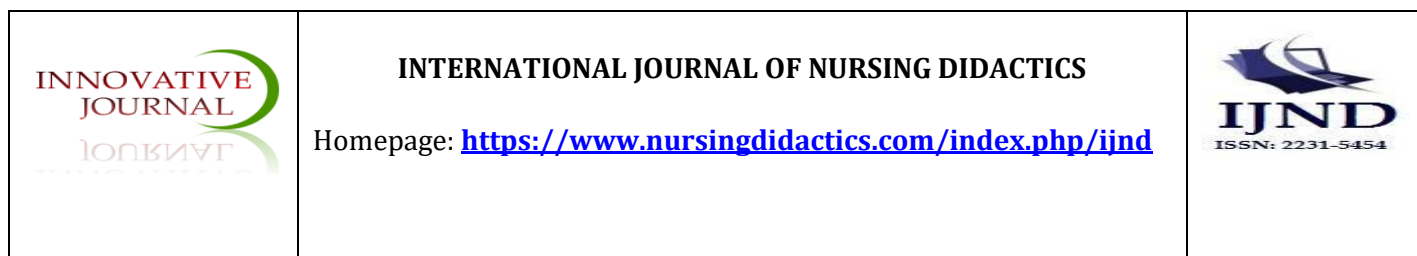 INNOVATIVE
JOURNAL
INTERNATIONAL JOURNAL OF NURSING DIDACTICS
Homepage: https://www.nursingdidactics.com/index.php/ijnd
IJND
ISSN: 2231-5454